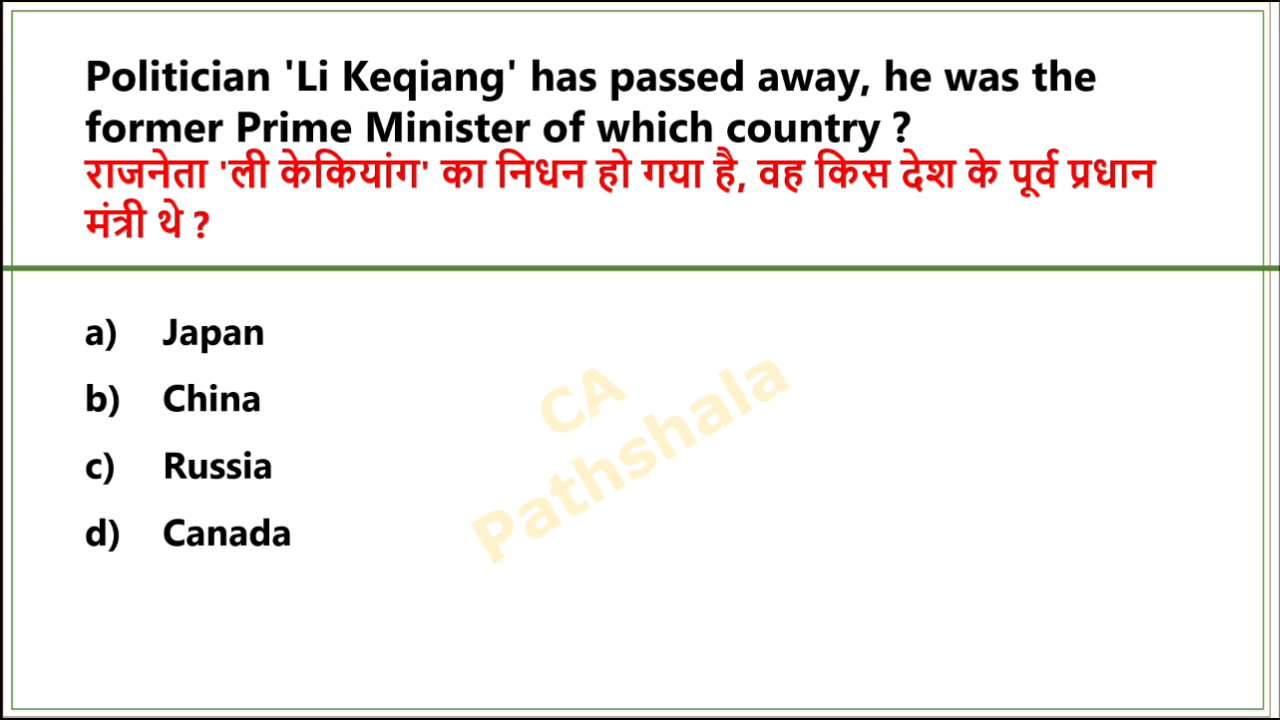 Politician 'Li Keqiang' has passed away, he was the
former Prime Minister of which country ?
राजनेता 'ली केकियांग' का निधन हो गया है, वह किस देश के पूर्व प्रधान
मंत्री थे ?
a) Japan
b) China
c) Russia
d) Canada
CA
Pathshala